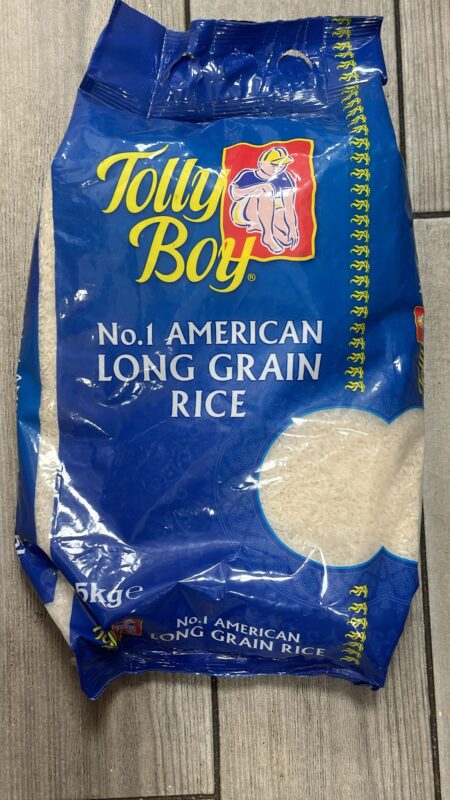 Tolly
Boy®
No.1 AMERICAN
LONG GRAIN
RICE
5kg℮
No.1 AMERICAN
LONG GRAIN RICE